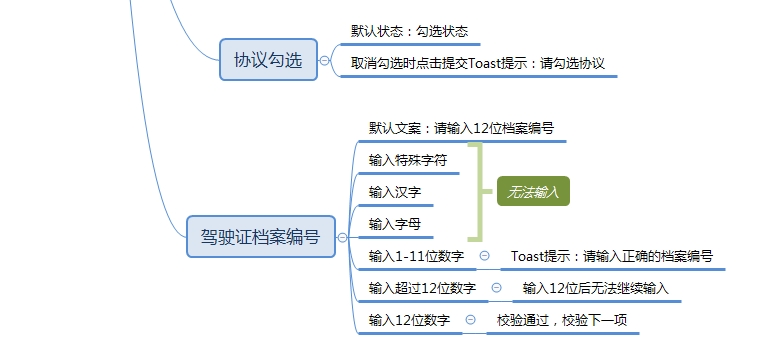 协议勾选
默认状态：勾选状态
取消勾选时点击提交Toast提示：请勾选协议
驾驶证档案编号
默认文案：请输入12位档案编号
输入特殊字符
输入汉字
输入字母
无法输入
输入1-11位数字
Toast提示：请输入正确的档案编号
输入超过12位数字
输入12位后无法继续输入
输入12位数字
校验通过，校验下一项